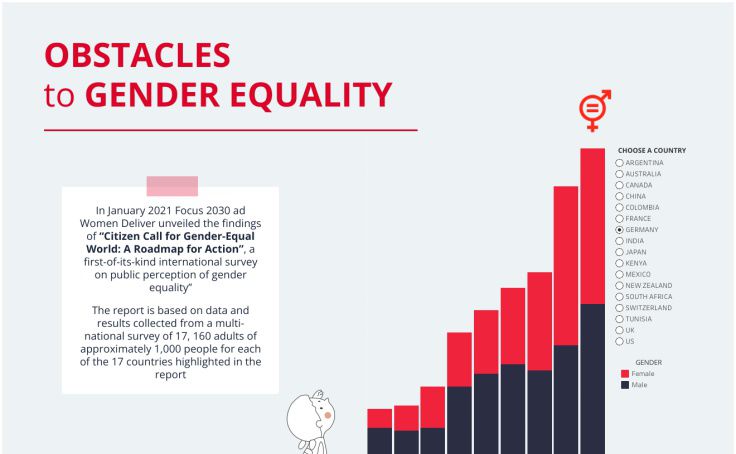 OBSTACLES
to GENDER EQUALITY
In January 2021 Focus 2030 ad
Women Deliver unveiled the findings
of “Citizen Call for Gender-Equal
World: A Roadmap for Action”, a
first-of-its-kind international survey
on public perception of gender
equality”
The report is based on data and
results collected from a multi-
national survey of 17, 160 adults of
approximately 1,000 people for each
of the 17 countries highlighted in the
report
CHOOSE A COUNTRY
ARGENTINA
AUSTRALIA
CANADA
CHINA
COLOMBIA
FRANCE
GERMANY
INDIA
JAPAN
KENYA
MEXICO
NEW ZEALAND
SOUTH AFRICA
SWITZERLAND
TUNISIA
UK
US
GENDER
Female
Male